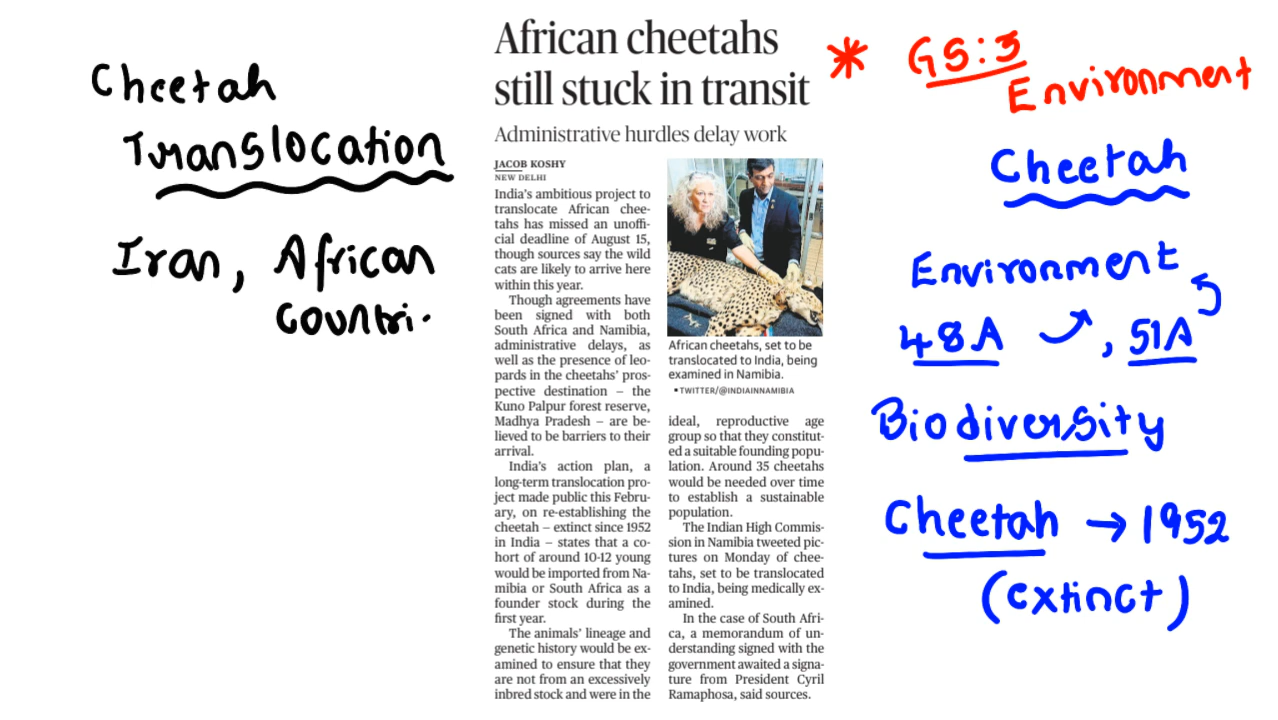 Cheetah
Translocation
Iran, African
Countri.
African cheetahs
still stuck in transit
Administrative hurdles delay work
JACOB KOSHY
NEW DELHI
India's ambitious project to
translocate African chee-
tahs has missed an unoffi-
cial deadline of August 15,
though sources say the wild
cats are likely to arrive here
within this year.
Though agreements have
been signed with both
South Africa and Namibia,
administrative delays, as
well as the presence of leo-
pards in the cheetahs' pros-
pective destination – the
Kuno Palpur forest reserve,
Madhya Pradesh – are be-
lieved to be barriers to their
arrival.
India's action plan, a
long-term translocation pro-
ject made public this Febru-
ary, on re-establishing the
cheetah – extinct since 1952
in India – states that a co-
hort of around 10-12 young
would be imported from Na-
mibia or South Africa as a
founder stock during the
first year.
The animals' lineage and
genetic history would be ex-
amined to ensure that they
are not from an excessively
inbred stock and were in the
African cheetahs, set to be
translocated to India, being
examined in Namibia.
▪ TWITTER/@INDIAINNAMIBIA
ideal, reproductive age
group so that they constitut-
ed a suitable founding popu-
lation. Around 35 cheetahs
would be needed over time
to establish a sustainable
population.
The Indian High Commis-
sion in Namibia tweeted pic-
tures on Monday of chee-
tahs, set to be translocated
to India, being medically ex-
amined.
In the case of South Afri-
ca, a memorandum of un-
derstanding signed with the
government awaited a signa-
ture from President Cyril
Ramaphosa, said sources.
* GS:3
Environment
Cheetah
Environment
48A , 51A
Biodiversity
Cheetah → 1952
(extinct)